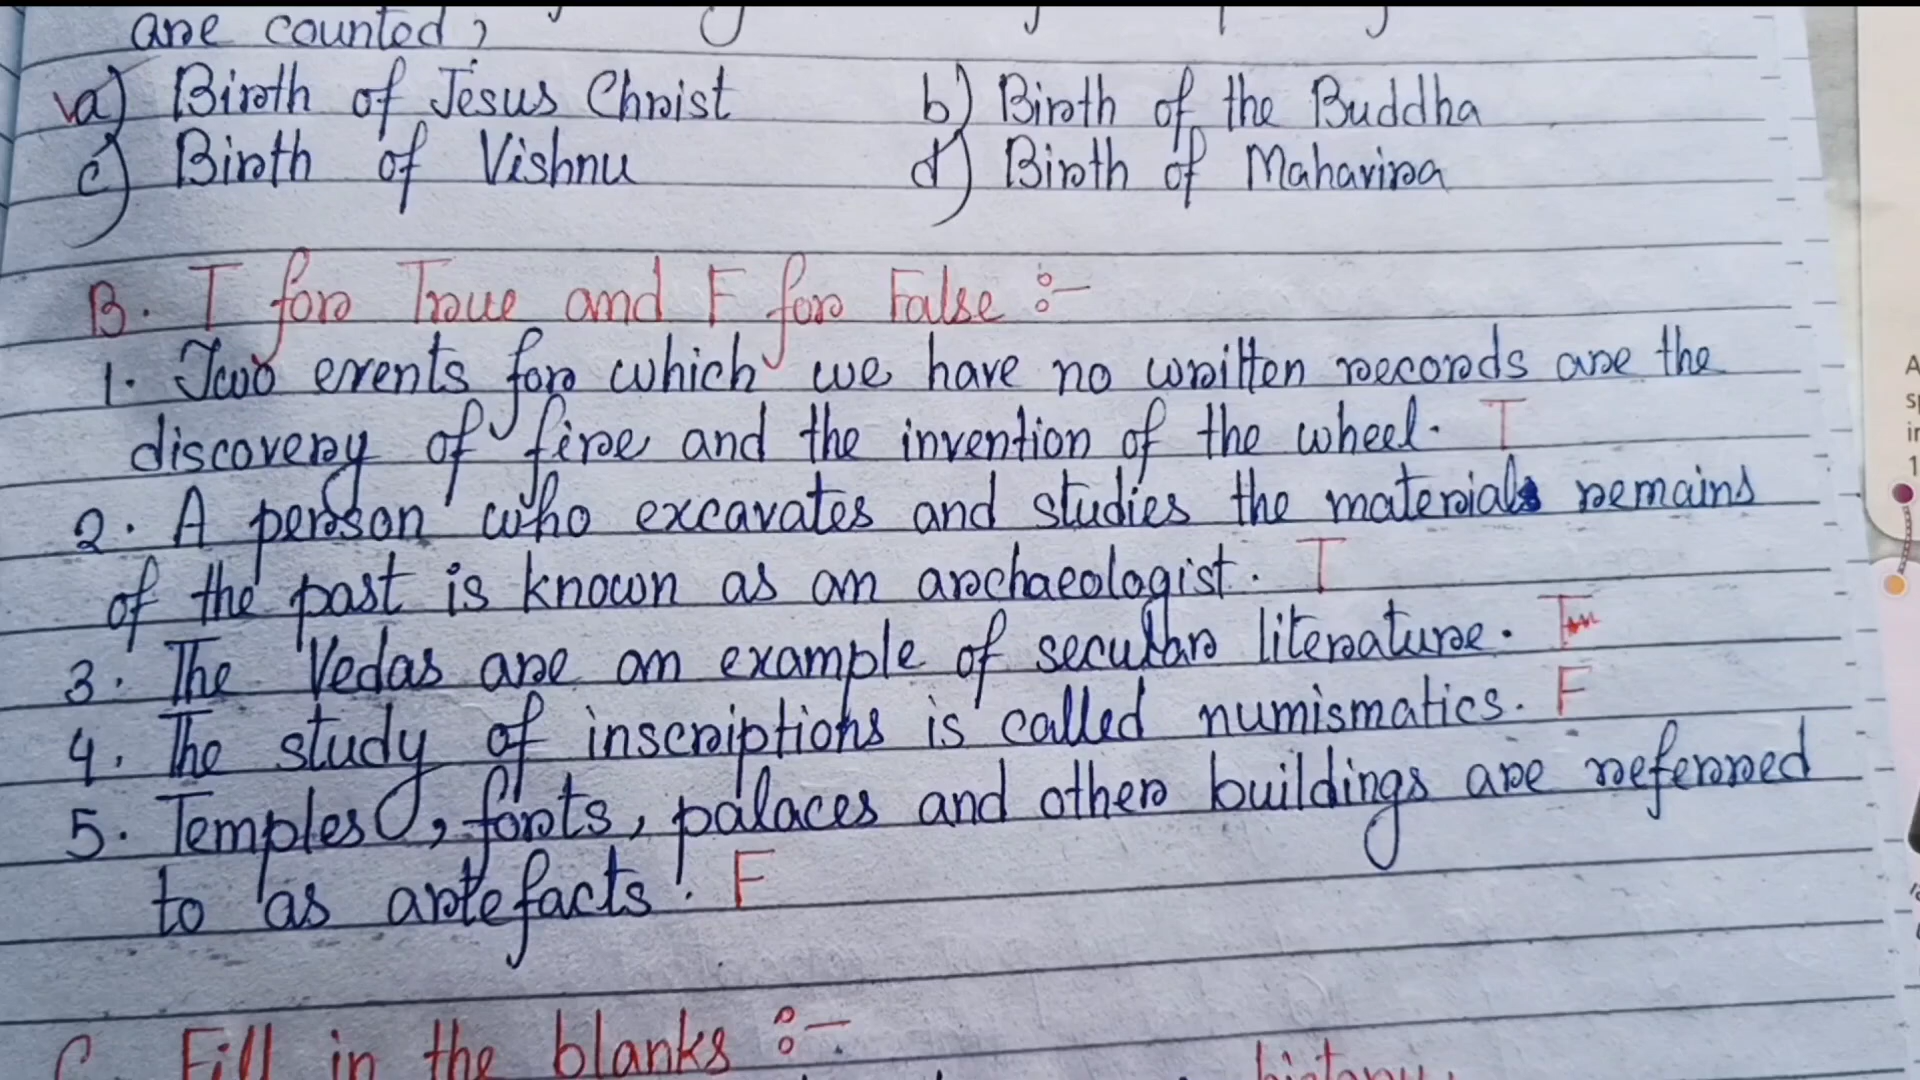 are counted?
a) Birth of Jesus Christ b) Birth of the Buddha
c) Birth of Vishnu d) Birth of Mahavira
B. T for True and F for False :-
1. Two events for which we have no written records are the
discovery of fire and the invention of the wheel. T
2. A person who excavates and studies the materials remains
of the past is known as an archaeologist. T
3. The Vedas are an example of secular literature. F
4. The study of inscriptions is called numismatics. F
5. Temples, forts, palaces and other buildings are referred
to as artefacts. F
C. Fill in the blanks :-
history.